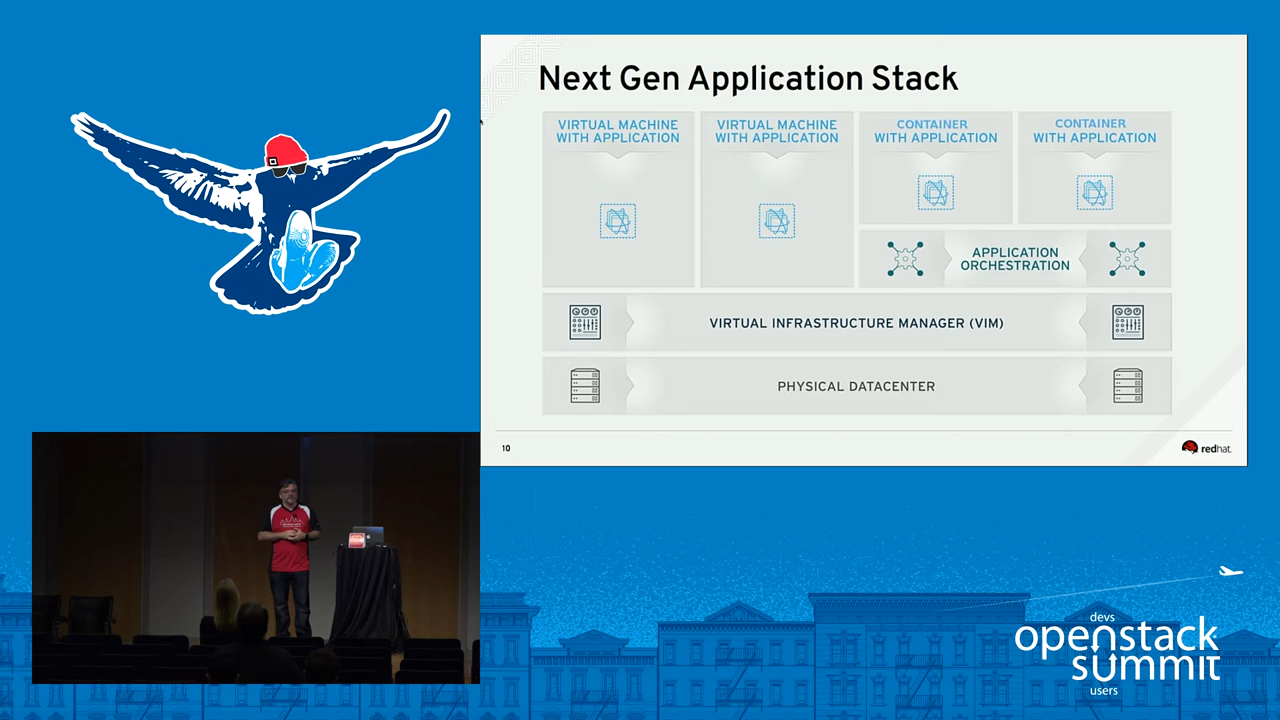 Next Gen Application Stack
VIRTUAL MACHINE
WITH APPLICATION
VIRTUAL MACHINE
WITH APPLICATION
CONTAINER
WITH APPLICATION
CONTAINER
WITH APPLICATION
APPLICATION
ORCHESTRATION
VIRTUAL INFRASTRUCTURE MANAGER (VIM)
PHYSICAL DATACENTER
10
redhat.
devs
openstack
summit
users